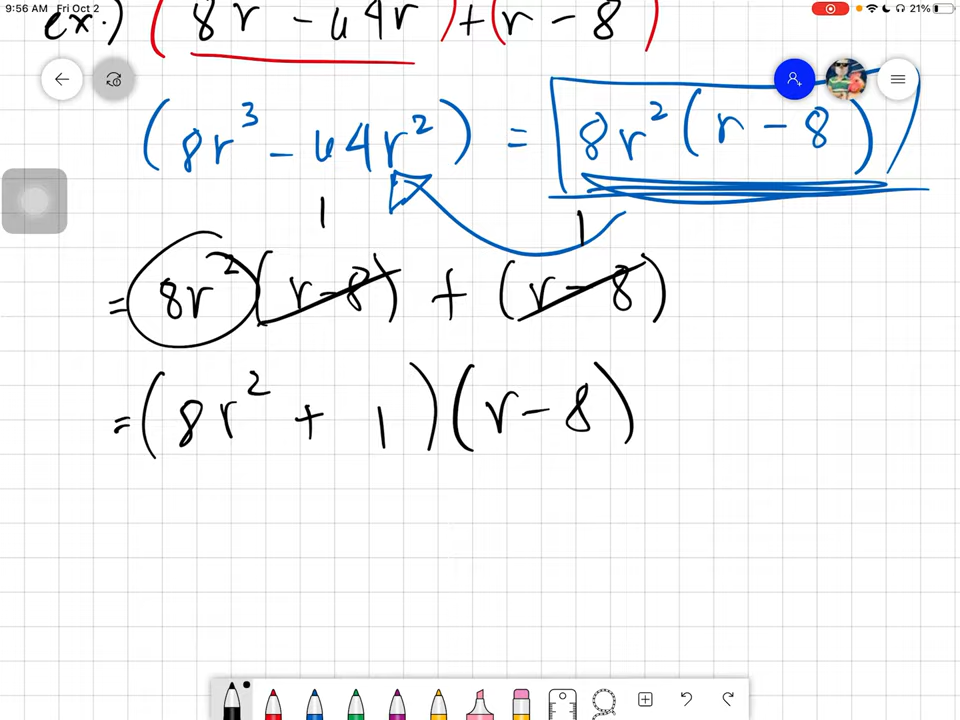 9:56 AM Fri Oct 2 21%
ex.) (8r - 64r) + (r - 8)
(8r³ - 64r²) = 8r²(r - 8)
1 1
= 8r²(r - 8) + (r - 8)
= (8r² + 1)(r - 8)